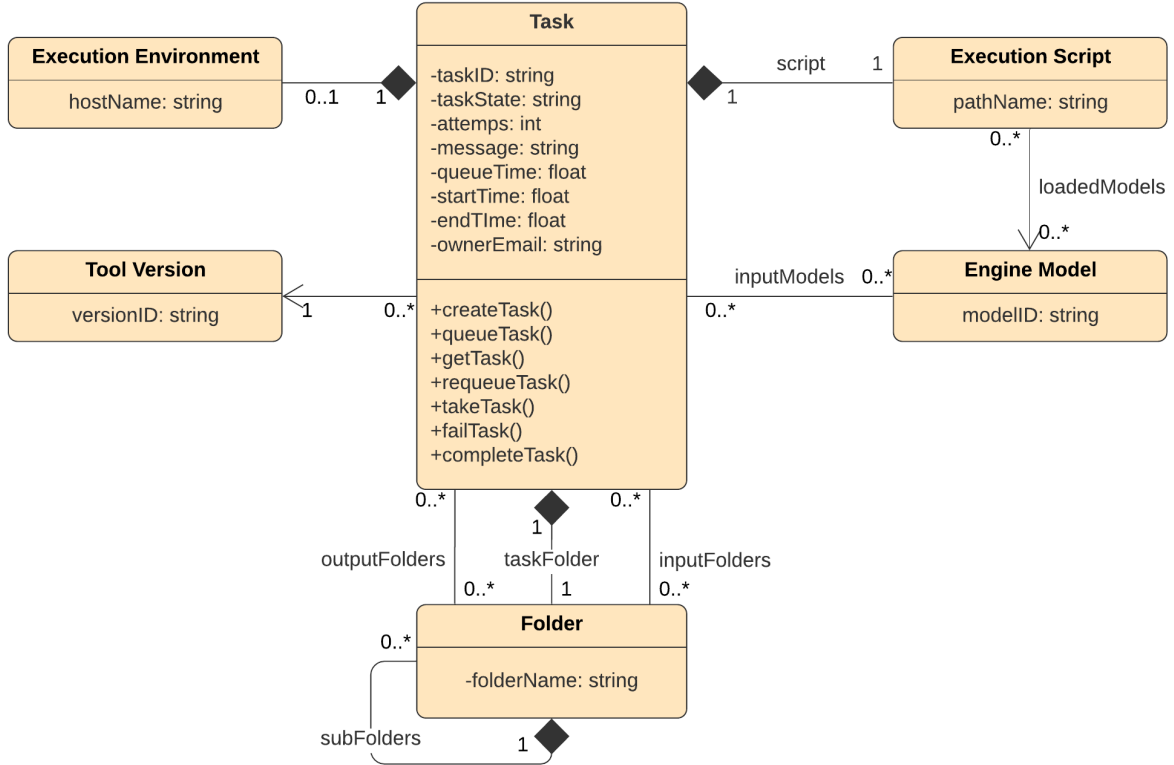 Task
-taskID: string
-taskState: string
-attemps: int
-message: string
-queueTime: float
-startTime: float
-endTIme: float
-ownerEmail: string
+createTask()
+queueTask()
+getTask()
+requeueTask()
+takeTask()
+failTask()
+completeTask()
Execution Environment
hostName: string
0..1
1
script
1
1
Execution Script
pathName: string
0..*
loadedModels
0..*
Tool Version
versionID: string
1
0..*
inputModels
0..*
0..*
Engine Model
modelID: string
0..*
1
0..*
outputFolders
taskFolder
inputFolders
0..*
1
0..*
Folder
-folderName: string
0..*
subFolders
1